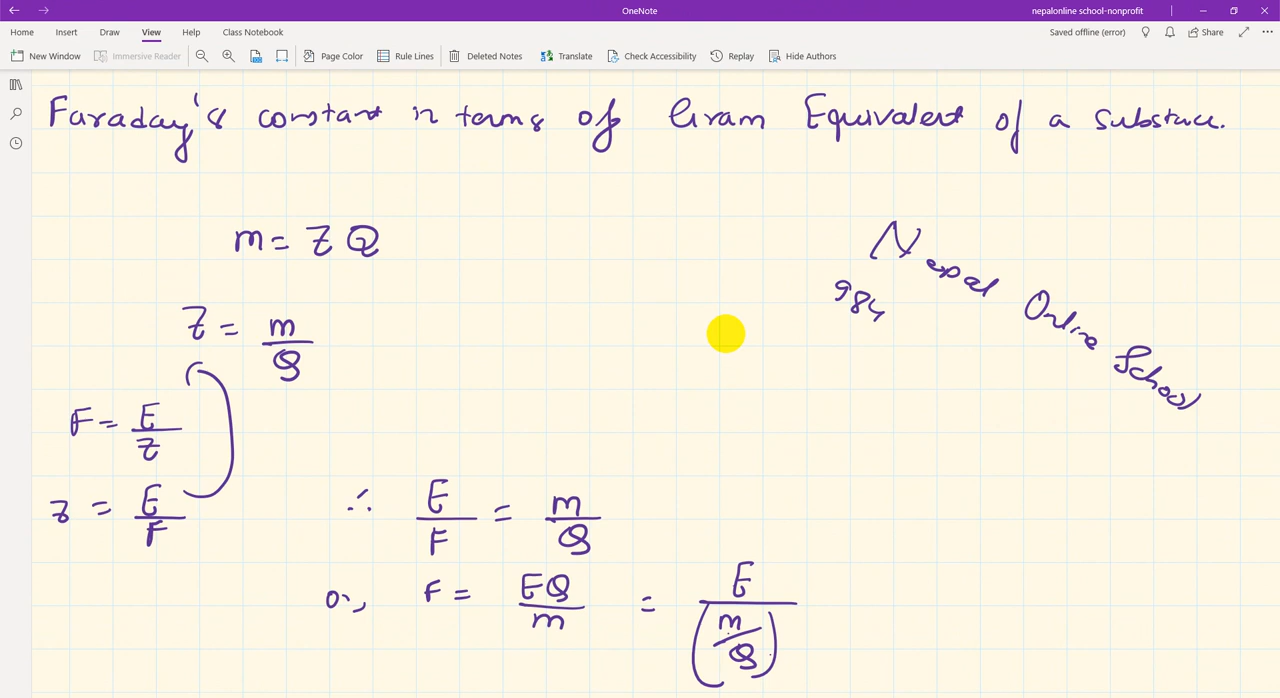 OneNote
nepalonline school-nonprofit
Home Insert Draw View Help Class Notebook
Saved offline (error) Share
New Window Immersive Reader Page Color Rule Lines Deleted Notes Translate Check Accessibility Replay Hide Authors
Faraday's constant in terms of Gram Equivalent of a substace.
m = Z Q
Nepal Online School
984
Z = m/Q
F = E/Z
z = E/F
∴ E/F = m/Q
or, F = EQ/m = E/(m/Q)